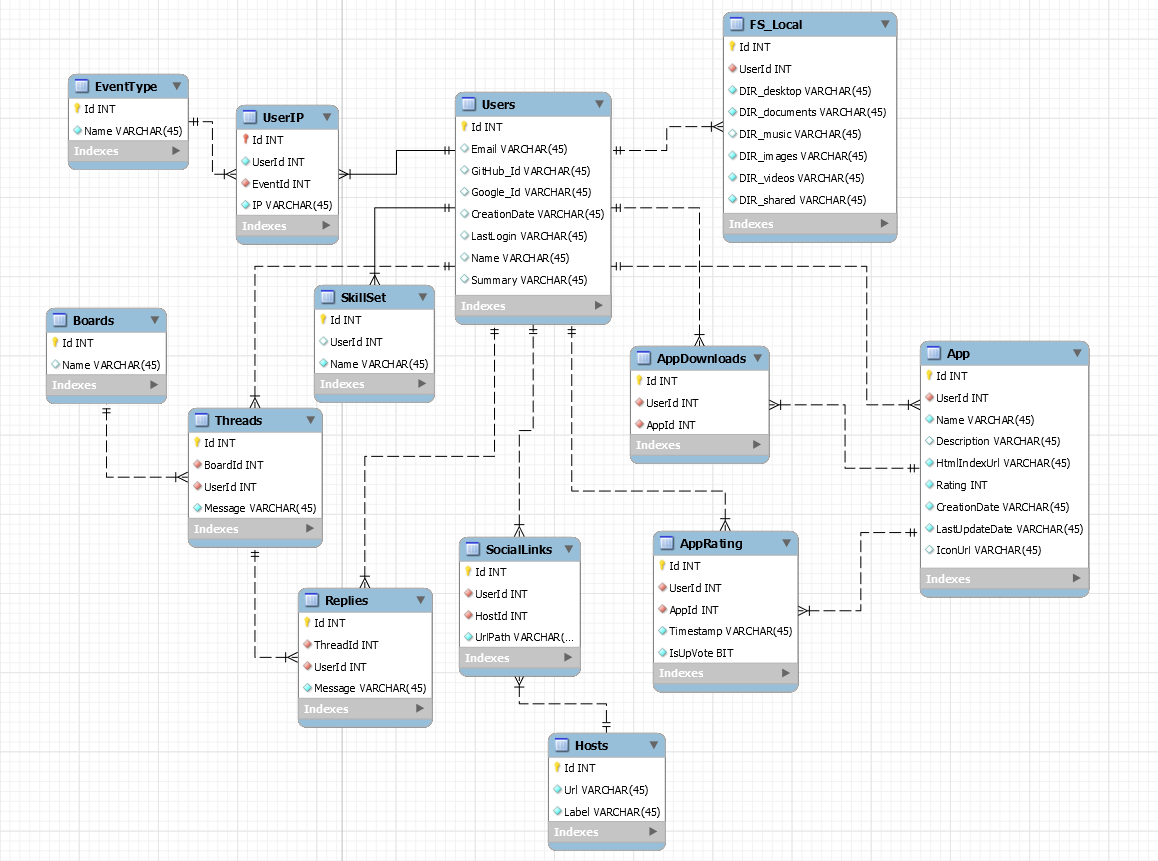 EventType
Id INT
Name VARCHAR(45)
Indexes
UserIP
Id INT
UserId INT
EventId INT
IP VARCHAR(45)
Indexes
Users
Id INT
Email VARCHAR(45)
GitHub_Id VARCHAR(45)
Google_Id VARCHAR(45)
CreationDate VARCHAR(45)
LastLogin VARCHAR(45)
Name VARCHAR(45)
Summary VARCHAR(45)
Indexes
FS_Local
Id INT
UserId INT
DIR_desktop VARCHAR(45)
DIR_documents VARCHAR(45)
DIR_music VARCHAR(45)
DIR_images VARCHAR(45)
DIR_videos VARCHAR(45)
DIR_shared VARCHAR(45)
Indexes
SkillSet
Id INT
UserId INT
Name VARCHAR(45)
Indexes
Boards
Id INT
Name VARCHAR(45)
Indexes
Threads
Id INT
BoardId INT
UserId INT
Message VARCHAR(45)
Indexes
AppDownloads
Id INT
UserId INT
AppId INT
Indexes
App
Id INT
UserId INT
Name VARCHAR(45)
Description VARCHAR(45)
HtmlIndexUrl VARCHAR(45)
Rating INT
CreationDate VARCHAR(45)
LastUpdateDate VARCHAR(45)
IconUrl VARCHAR(45)
Indexes
Replies
Id INT
ThreadId INT
UserId INT
Message VARCHAR(45)
Indexes
SocialLinks
Id INT
UserId INT
HostId INT
UrlPath VARCHAR(...
Indexes
AppRating
Id INT
UserId INT
AppId INT
Timestamp VARCHAR(45)
IsUpVote BIT
Indexes
Hosts
Id INT
Url VARCHAR(45)
Label VARCHAR(45)
Indexes